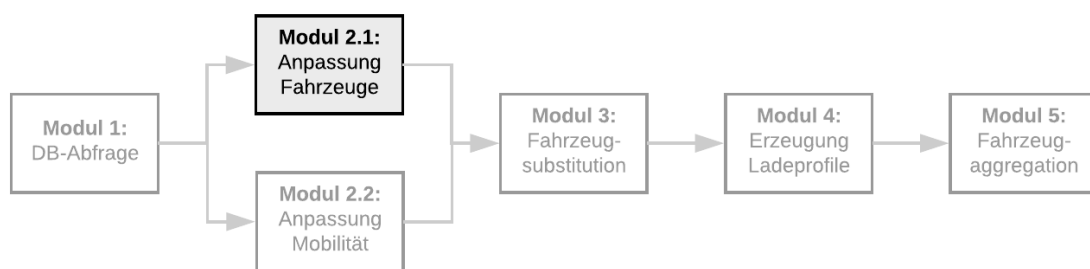 Modul 1:
DB-Abfrage
Modul 2.1:
Anpassung
Fahrzeuge
Modul 2.2:
Anpassung
Mobilität
Modul 3:
Fahrzeug-
substitution
Modul 4:
Erzeugung
Ladeprofile
Modul 5:
Fahrzeug-
aggregation